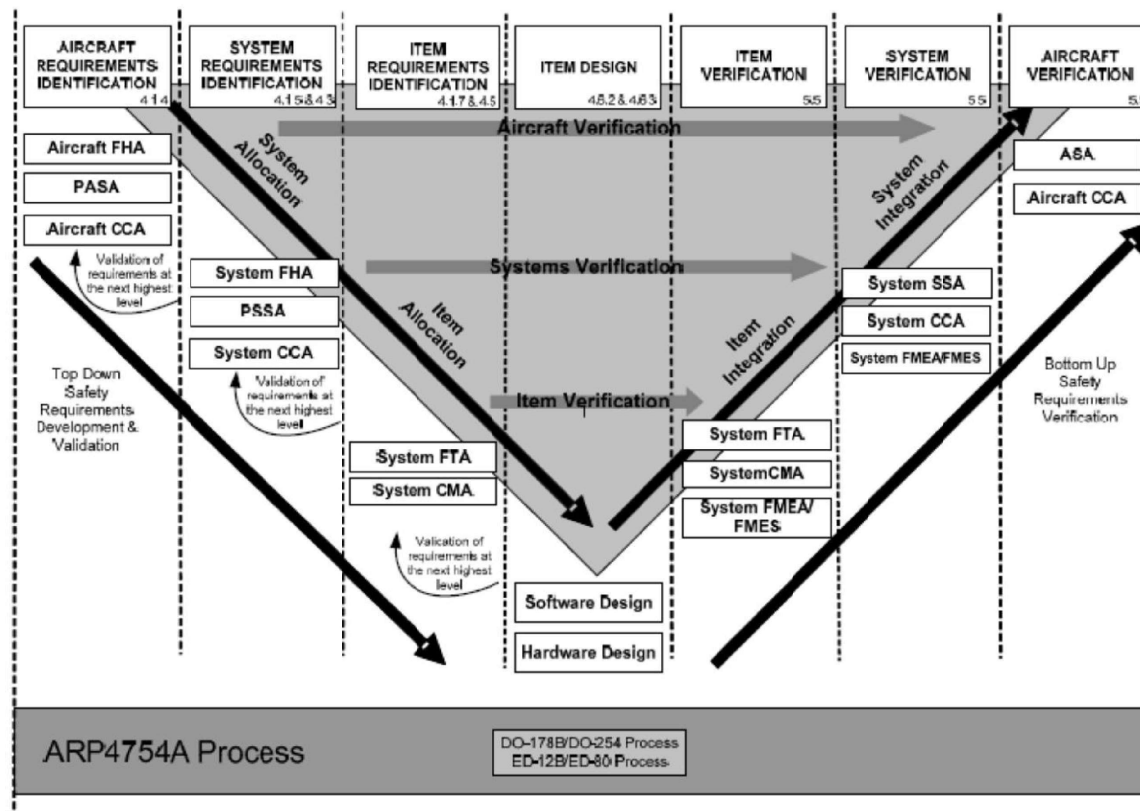 AIRCRAFT
REQUIREMENTS
IDENTIFICATION
4.1.4
SYSTEM
REQUIREMENTS
IDENTIFICATION
4.1.5 & 4.3
ITEM
REQUIREMENTS
IDENTIFICATION
4.1.7 & 4.5
ITEM DESIGN
4.6.2 & 4.6.3
ITEM
VERIFICATION
5.5
SYSTEM
VERIFICATION
5.5
AIRCRAFT
VERIFICATION
Aircraft Verification
Aircraft FHA
PASA
Aircraft CCA
Validation of
requirements at
the next highest
level
Top Down
Safety
Requirements
Development &
Validation
System
Allocation
System FHA
PSSA
System CCA
Validation of
requirements at
the next highest
level
Systems Verification
Item
Allocation
System FTA
System CMA
Validation of
requirements at
the next highest
level
Item Verification
Software Design
Hardware Design
Item
Integration
System FTA
SystemCMA
System FMEA/
FMES
System
Integration
System SSA
System CCA
System FMEA/FMES
ASA
Aircraft CCA
Bottom Up
Safety
Requirements
Verification
ARP4754A Process
DO-178B/DO-254 Process
ED-12B/ED-80 Process